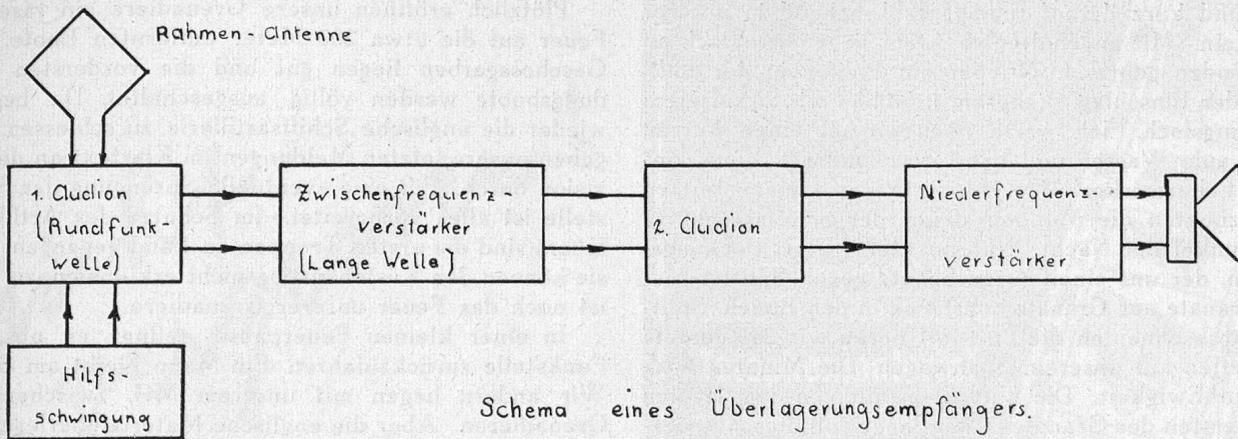 Rahmen-Antenne
1. Audion
(Rundfunk-
welle)
Zwischenfrequenz-
verstärker
(Lange Welle)
2. Audion
Niederfrequenz-
verstärker
Hilfs-
schwingung
Schema eines Überlagerungsempfängers.